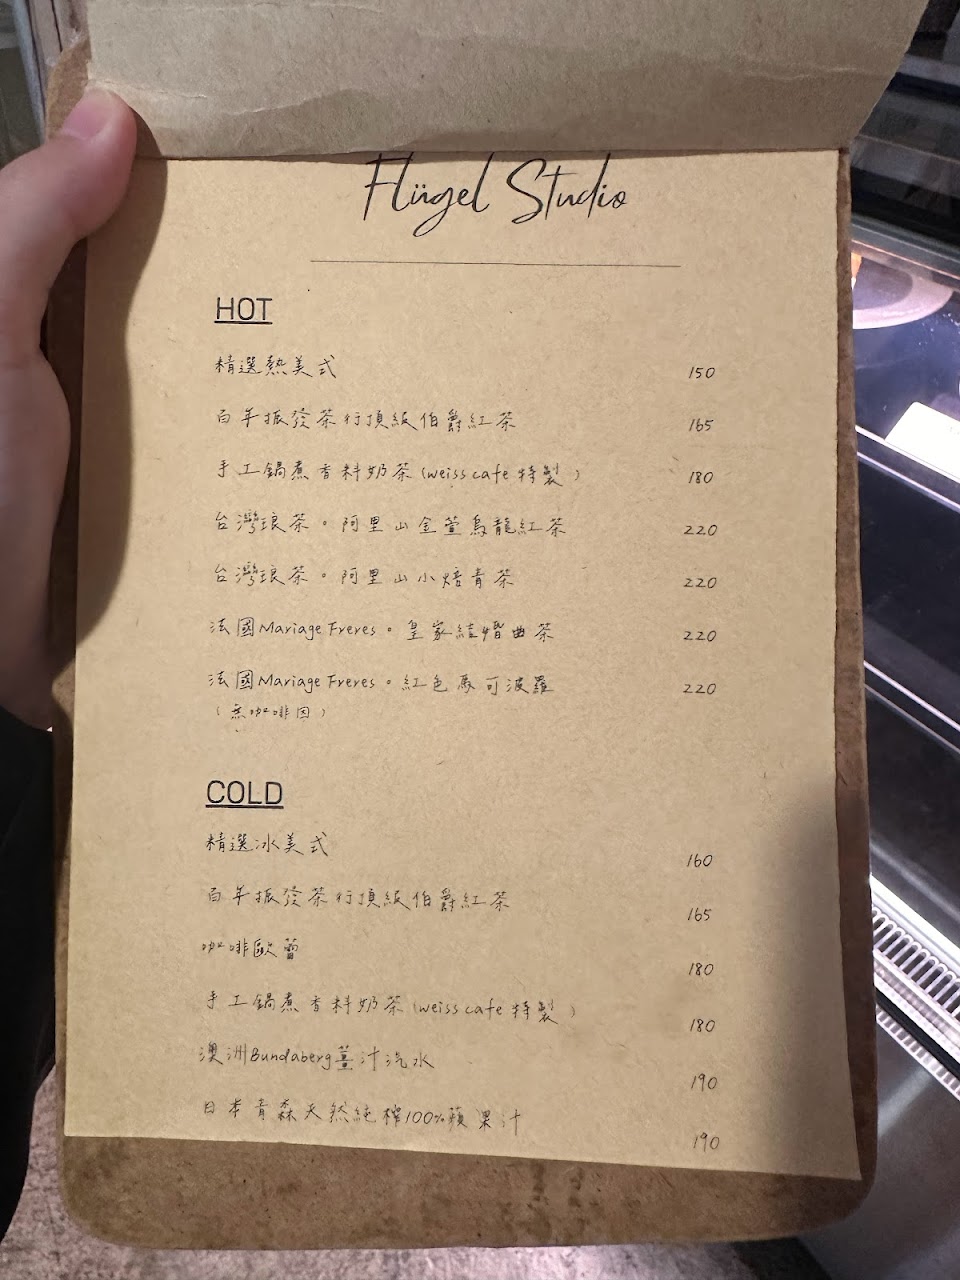 Flügel Studio
HOT
精選熱美式 150
百年振發茶行頂級伯爵紅茶 165
手工鍋煮香料奶茶(weiss cafe特製) 180
台灣琅茶。阿里山金萱烏龍紅茶 220
台灣琅茶。阿里山小焙青茶 220
法國Mariage Freres。皇家結婚曲茶 220
法國Mariage Freres。紅色馬可波羅 220
(無咖啡因)
COLD
精選冰美式 160
百年振發茶行頂級伯爵紅茶 165
咖啡歐蕾 180
手工鍋煮香料奶茶(weiss cafe特製) 180
澳洲Bundaberg薑汁汽水 190
日本青森天然純榨100%蘋果汁 190